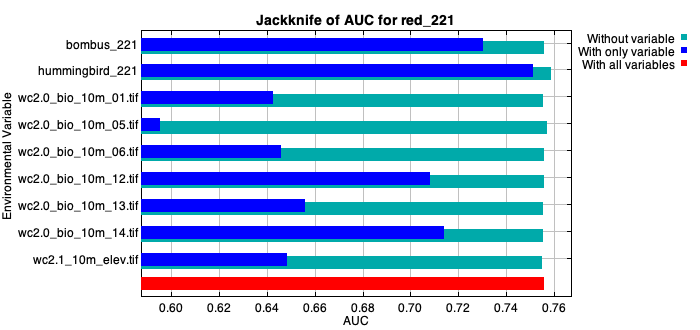 Jackknife of AUC for red_221
Without variable
With only variable
With all variables
Environmental Variable
bombus_221
hummingbird_221
wc2.0_bio_10m_01.tif
wc2.0_bio_10m_05.tif
wc2.0_bio_10m_06.tif
wc2.0_bio_10m_12.tif
wc2.0_bio_10m_13.tif
wc2.0_bio_10m_14.tif
wc2.1_10m_elev.tif
0.60 0.62 0.64 0.66 0.68 0.70 0.72 0.74 0.76
AUC